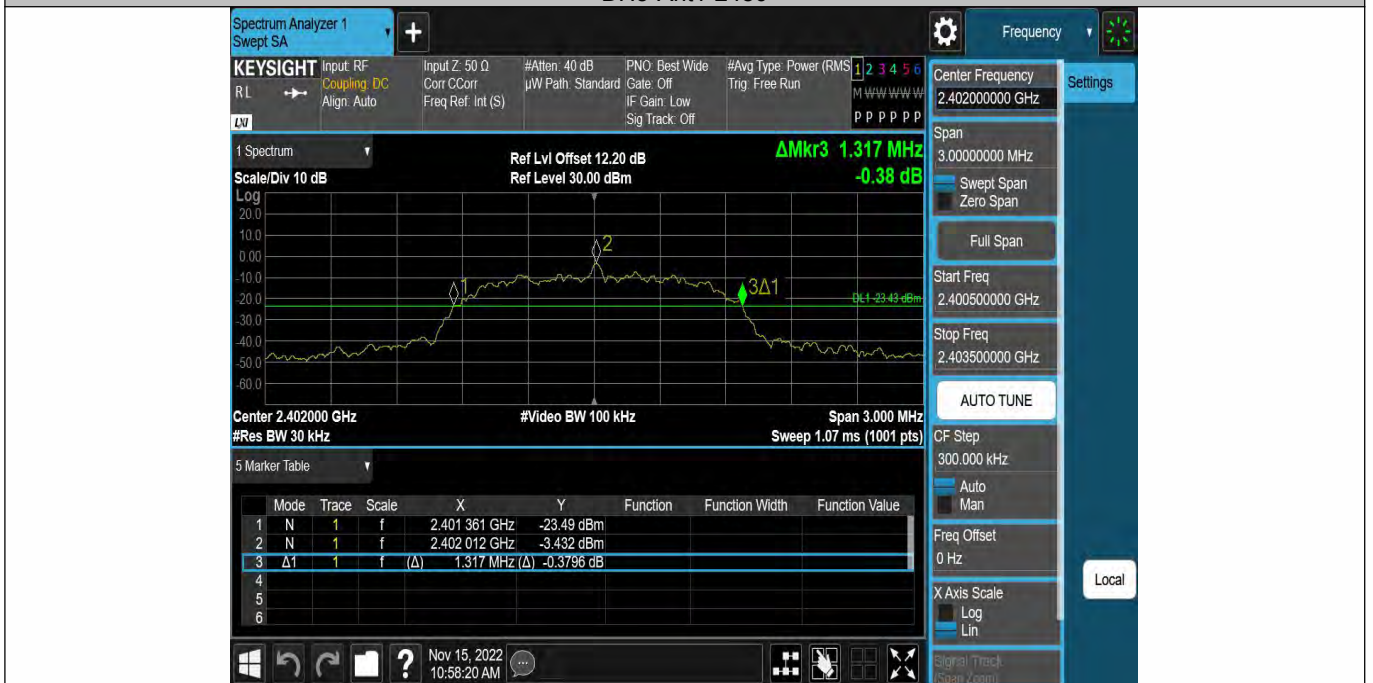 Spectrum Analyzer 1
Swept SA
+
Frequency
KEYSIGHT
RL
LXI
Input: RF
Coupling: DC
Align: Auto
Input Z: 50 Ω
Corr CCorr
Freq Ref: Int (S)
#Atten: 40 dB
µW Path: Standard
PNO: Best Wide
Gate: Off
IF Gain: Low
Sig Track: Off
#Avg Type: Power (RMS
Trig: Free Run
1 2 3 4 5 6
M W W W W W
P P P P P P
1 Spectrum
Scale/Div 10 dB
Ref Lvl Offset 12.20 dB
Ref Level 30.00 dBm
ΔMkr3 1.317 MHz
-0.38 dB
Log
20.0
10.0
0.00
-10.0
-20.0
-30.0
-40.0
-50.0
-60.0
1
2
3Δ1
DL1 -23.43 dBm
Center 2.402000 GHz
#Res BW 30 kHz
#Video BW 100 kHz
Span 3.000 MHz
Sweep 1.07 ms (1001 pts)
5 Marker Table
Mode Trace Scale X Y Function Function Width Function Value
1 N 1 f 2.401 361 GHz -23.49 dBm
2 N 1 f 2.402 012 GHz -3.432 dBm
3 Δ1 1 f (Δ) 1.317 MHz (Δ) -0.3796 dB
4
5
6
Nov 15, 2022
10:58:20 AM
?
Center Frequency
2.402000000 GHz
Settings
Span
3.00000000 MHz
Swept Span
Zero Span
Full Span
Start Freq
2.400500000 GHz
Stop Freq
2.403500000 GHz
AUTO TUNE
CF Step
300.000 kHz
Auto
Man
Freq Offset
0 Hz
X Axis Scale
Log
Lin
Local
Signal Track
(Span Zoom)